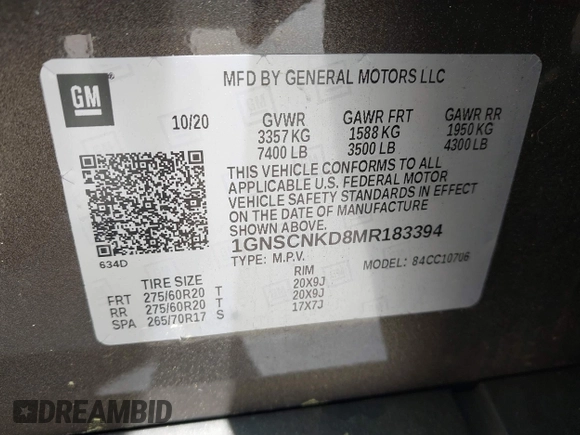 GM
MFD BY GENERAL MOTORS LLC
10/20 GVWR GAWR FRT GAWR RR
3357 KG 1588 KG 1950 KG
7400 LB 3500 LB 4300 LB
THIS VEHICLE CONFORMS TO ALL
APPLICABLE U.S. FEDERAL MOTOR
VEHICLE SAFETY STANDARDS IN EFFECT
ON THE DATE OF MANUFACTURE
1GNSCNKD8MR183394
634D TYPE: M.P.V. MODEL: 84CC10706
TIRE SIZE RIM
FRT 275/60R20 T 20X9J
RR 275/60R20 T 20X9J
SPA 265/70R17 S 17X7J
DREAMBID